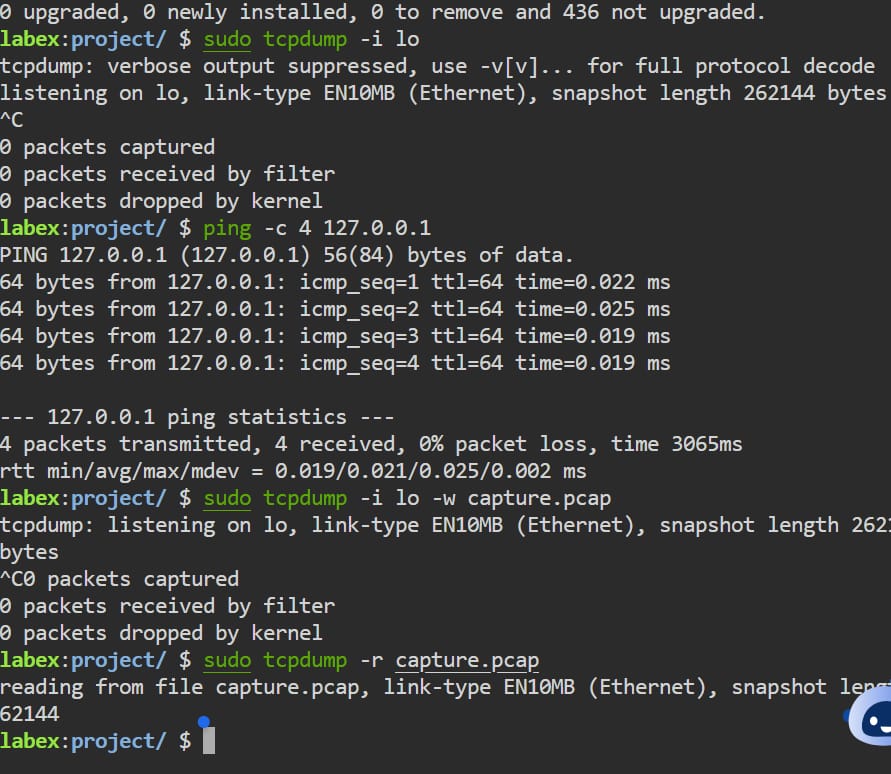 0 upgraded, 0 newly installed, 0 to remove and 436 not upgraded.
labex:project/ $ sudo tcpdump -i lo
tcpdump: verbose output suppressed, use -v[v]... for full protocol decode
listening on lo, link-type EN10MB (Ethernet), snapshot length 262144 bytes
^C
0 packets captured
0 packets received by filter
0 packets dropped by kernel
labex:project/ $ ping -c 4 127.0.0.1
PING 127.0.0.1 (127.0.0.1) 56(84) bytes of data.
64 bytes from 127.0.0.1: icmp_seq=1 ttl=64 time=0.022 ms
64 bytes from 127.0.0.1: icmp_seq=2 ttl=64 time=0.025 ms
64 bytes from 127.0.0.1: icmp_seq=3 ttl=64 time=0.019 ms
64 bytes from 127.0.0.1: icmp_seq=4 ttl=64 time=0.019 ms
--- 127.0.0.1 ping statistics ---
4 packets transmitted, 4 received, 0% packet loss, time 3065ms
rtt min/avg/max/mdev = 0.019/0.021/0.025/0.002 ms
labex:project/ $ sudo tcpdump -i lo -w capture.pcap
tcpdump: listening on lo, link-type EN10MB (Ethernet), snapshot length
bytes
^C0 packets captured
0 packets received by filter
0 packets dropped by kernel
labex:project/ $ sudo tcpdump -r capture.pcap
reading from file capture.pcap, link-type EN10MB (Ethernet), snapshot
62144
labex:project/ $